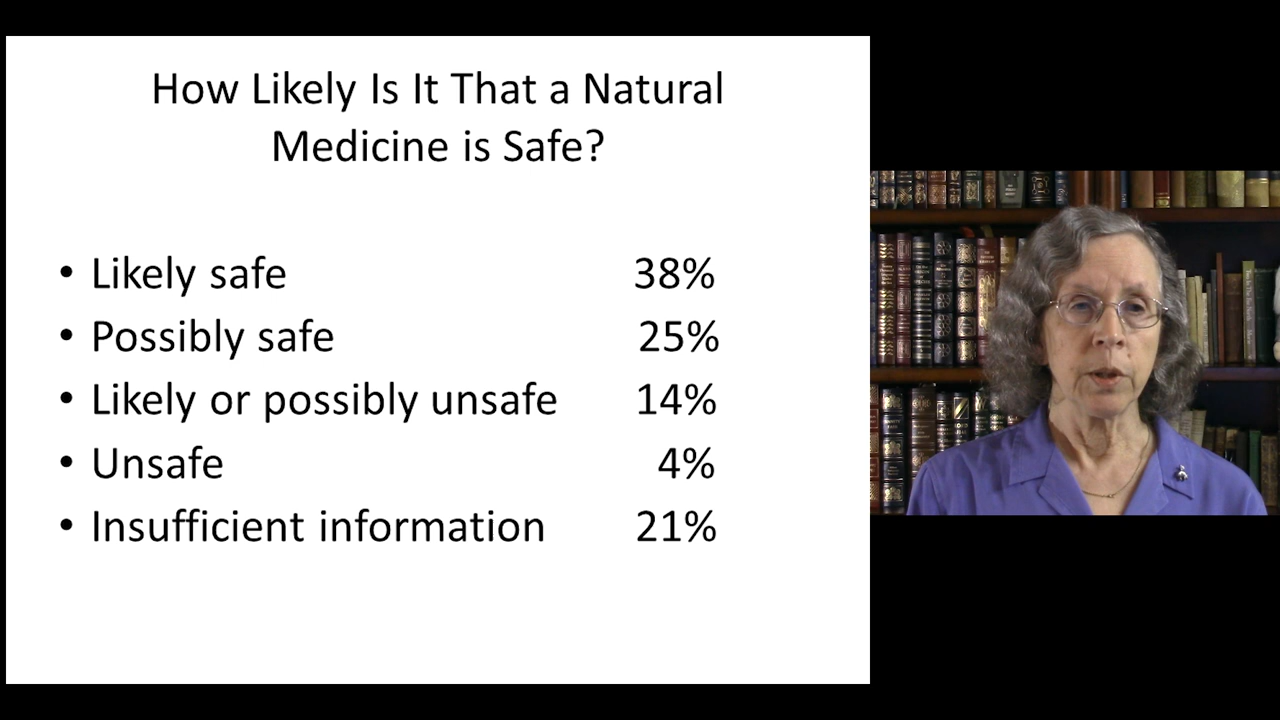 How Likely Is It That a Natural
Medicine is Safe?
• Likely safe 38%
• Possibly safe 25%
• Likely or possibly unsafe 14%
• Unsafe 4%
• Insufficient information 21%